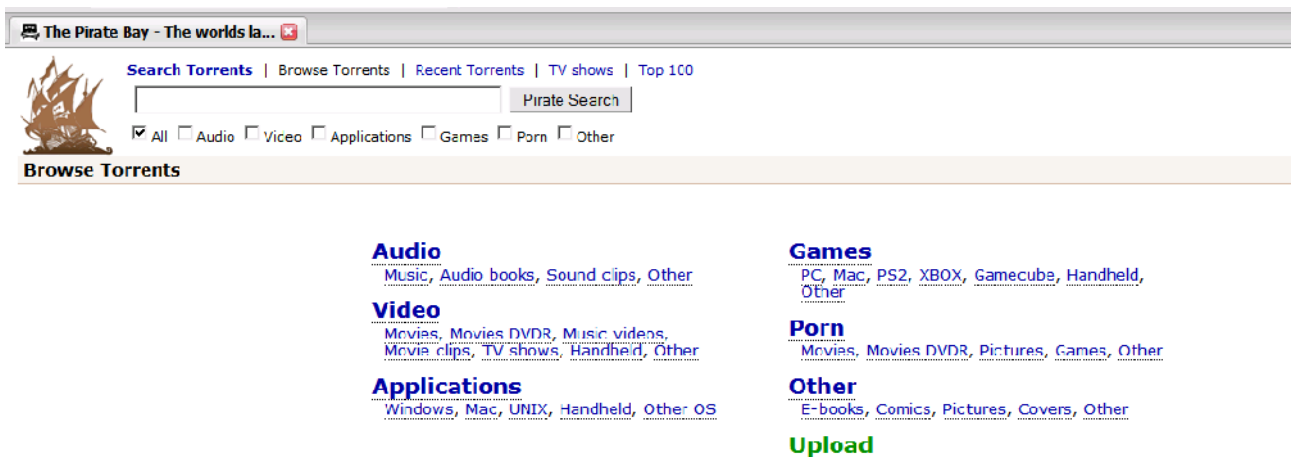 The Pirate Bay - The worlds la...
Search Torrents | Browse Torrents | Recent Torrents | TV shows | Top 100
Pirate Search
All Audio Video Applications Games Porn Other
Browse Torrents
Audio
Music, Audio books, Sound clips, Other
Video
Movies, Movies DVDR, Music videos,
Movie clips, TV shows, Handheld, Other
Applications
Windows, Mac, UNIX, Handheld, Other OS
Games
PC, Mac, PS2, XBOX, Gamecube, Handheld,
Other
Porn
Movies, Movies DVDR, Pictures, Games, Other
Other
E-books, Comics, Pictures, Covers, Other
Upload